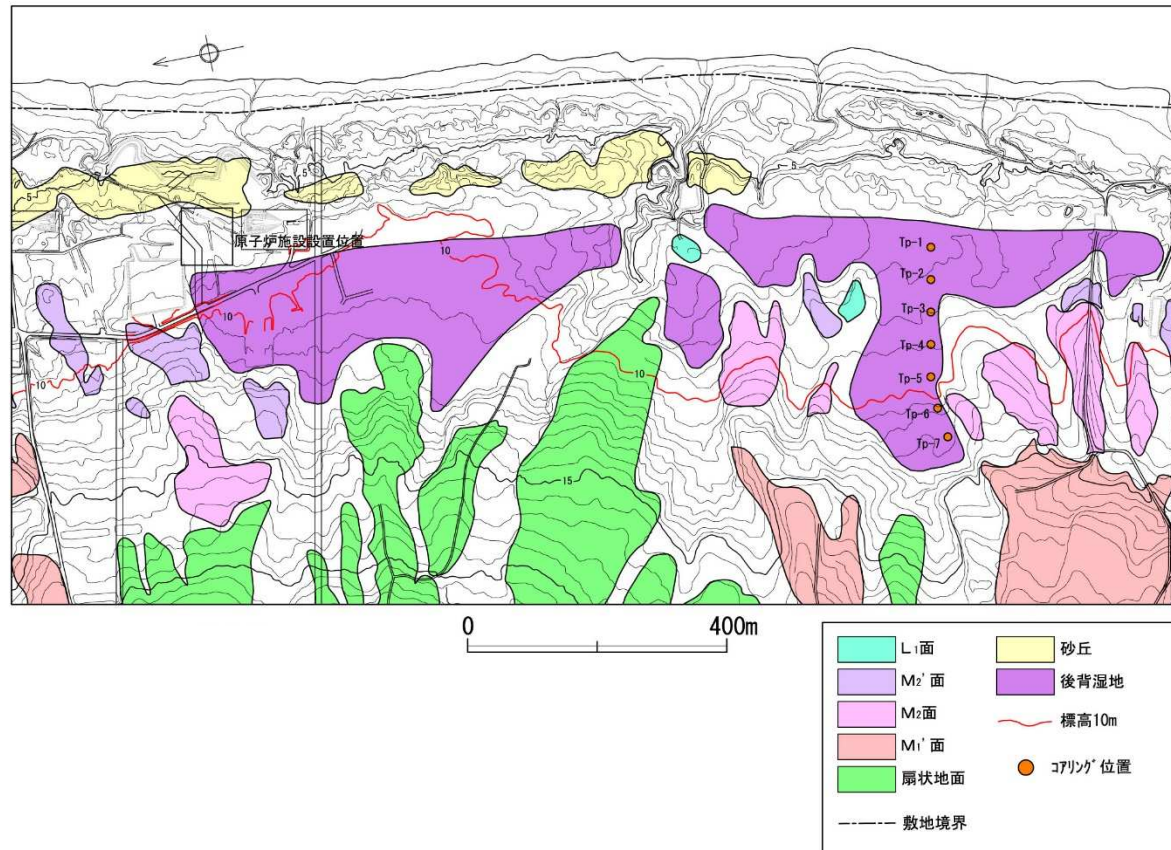 5
5
5
原子炉施設設置位置
10
10
10
10
10
15
Tp-1
Tp-2
Tp-3
Tp-4
Tp-5
Tp-6
Tp-7
0 400m
L1面
M2'面
M2面
M1'面
扇状地面
敷地境界
砂丘
後背湿地
標高10m
コアリング位置